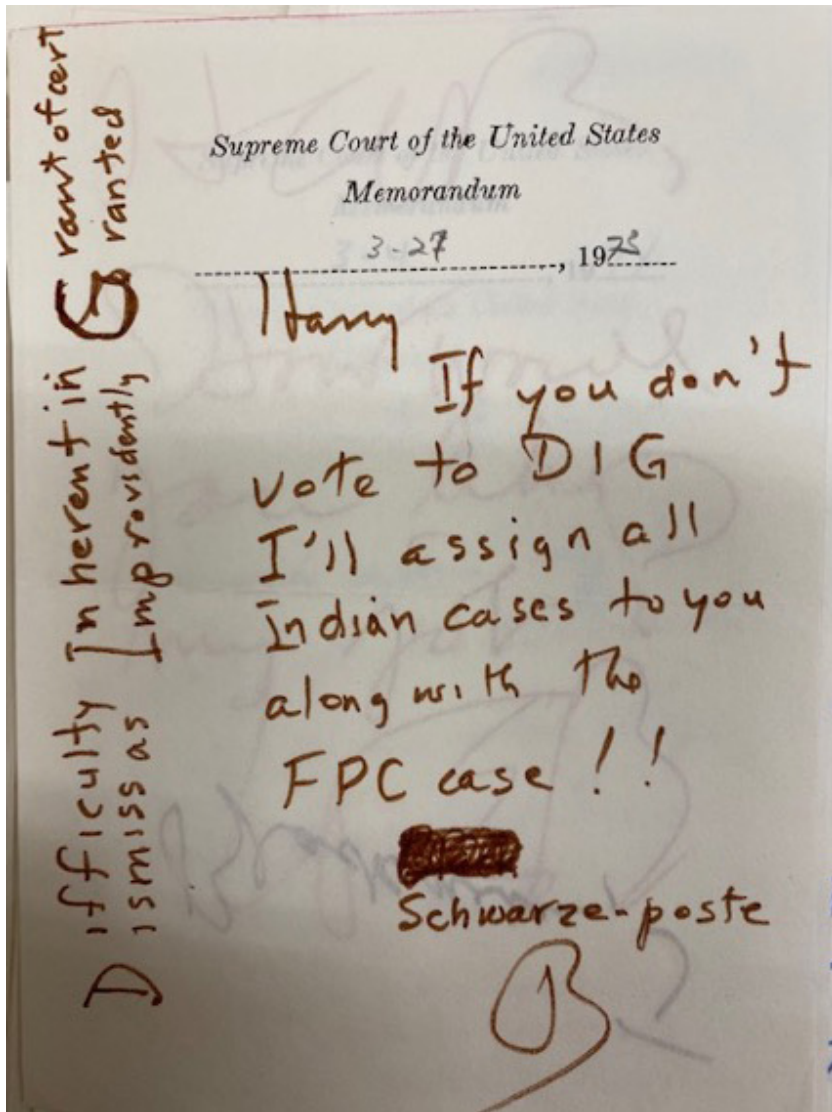 Supreme Court of the United States
Memorandum
3-27, 1973
Harry
If you don't
vote to DIG
I'll assign all
Indian cases to you
along with the
FPC case!!
Schwarze-poste
B
Difficulty Inherent in Grant of cert
Dismiss as Improvidently Granted